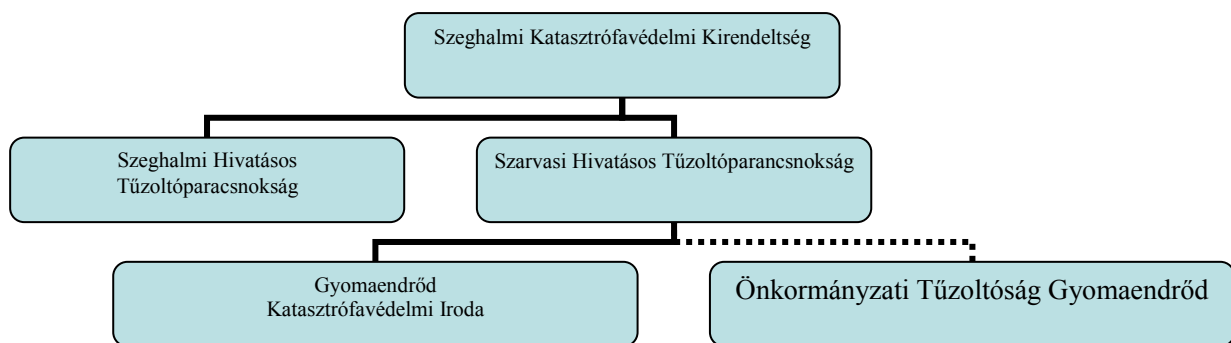 Szeghalmi Katasztrófavédelmi Kirendeltség
Szeghalmi Hivatásos
Tűzoltóparacsnokság
Szarvasi Hivatásos Tűzoltóparancsnokság
Gyomaendrőd
Katasztrófavédelmi Iroda
Önkormányzati Tűzoltóság Gyomaendrőd